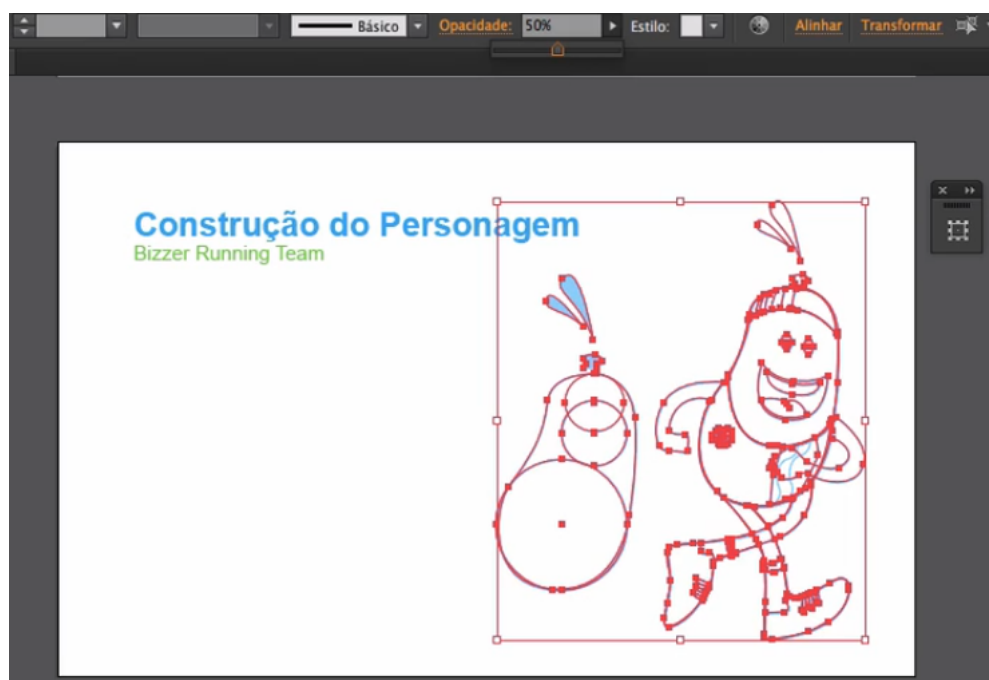 Básico Opacidade: 50% Estilo: Alinhar Transformar
Construção do Personagem
Bizzer Running Team